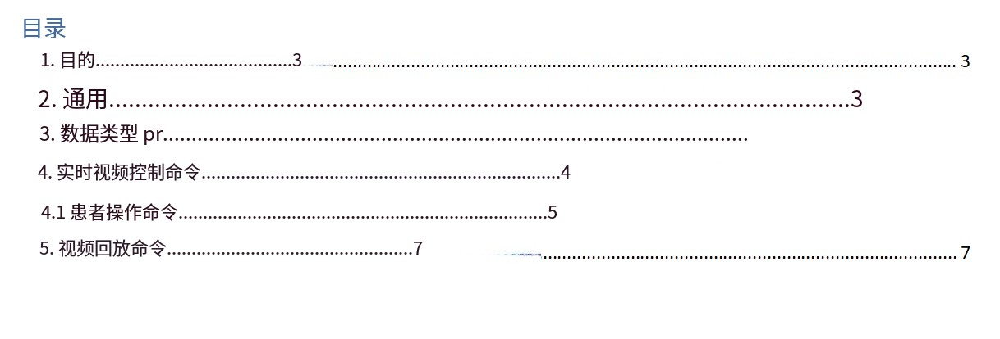 目录
1. 目的........................................3 ........................................................................................................ 3
2. 通用.................................................................................................................3
3. 数据类型 pr.....................................................................................................
4. 实时视频控制命令.........................................................................4
4.1 患者操作命令...........................................................................5
5. 视频回放命令..................................................7 ..................................................................... 7